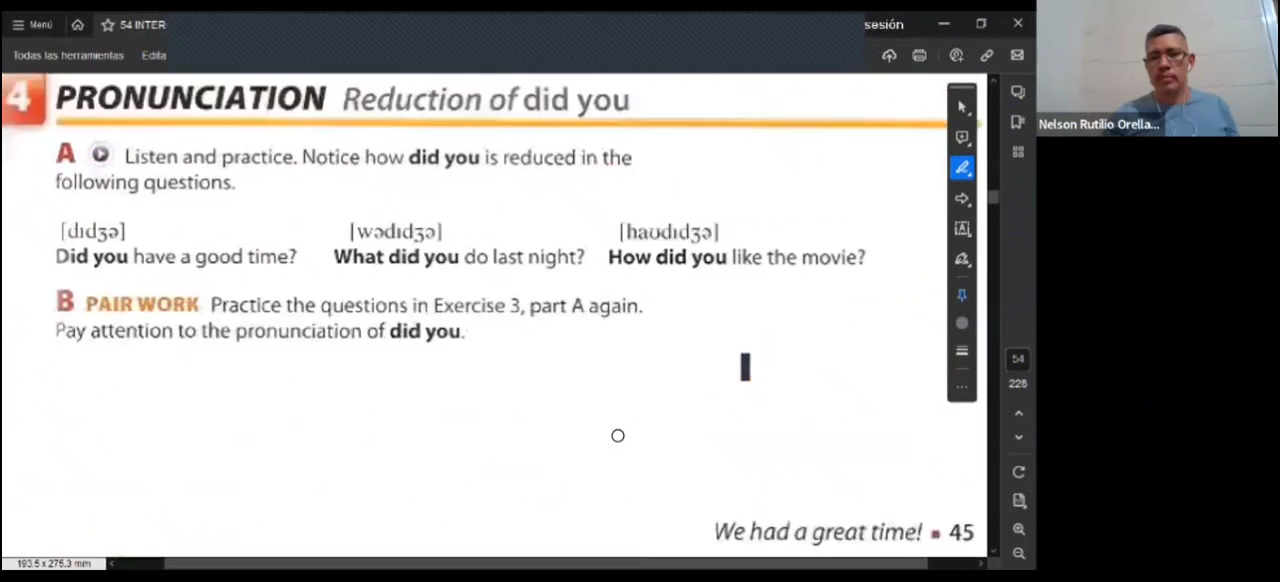 Menú
54 INTER
sesión
Todas las herramientas Edita
4 PRONUNCIATION Reduction of did you
A Listen and practice. Notice how did you is reduced in the
following questions.
[dɪdʒə] [wədɪdʒə] [haʊdɪdʒə]
Did you have a good time? What did you do last night? How did you like the movie?
B PAIR WORK Practice the questions in Exercise 3, part A again.
Pay attention to the pronunciation of did you.
We had a great time! ▪ 45
193.5 x 275.3 mm
54
228
Nelson Rutilio Orella...